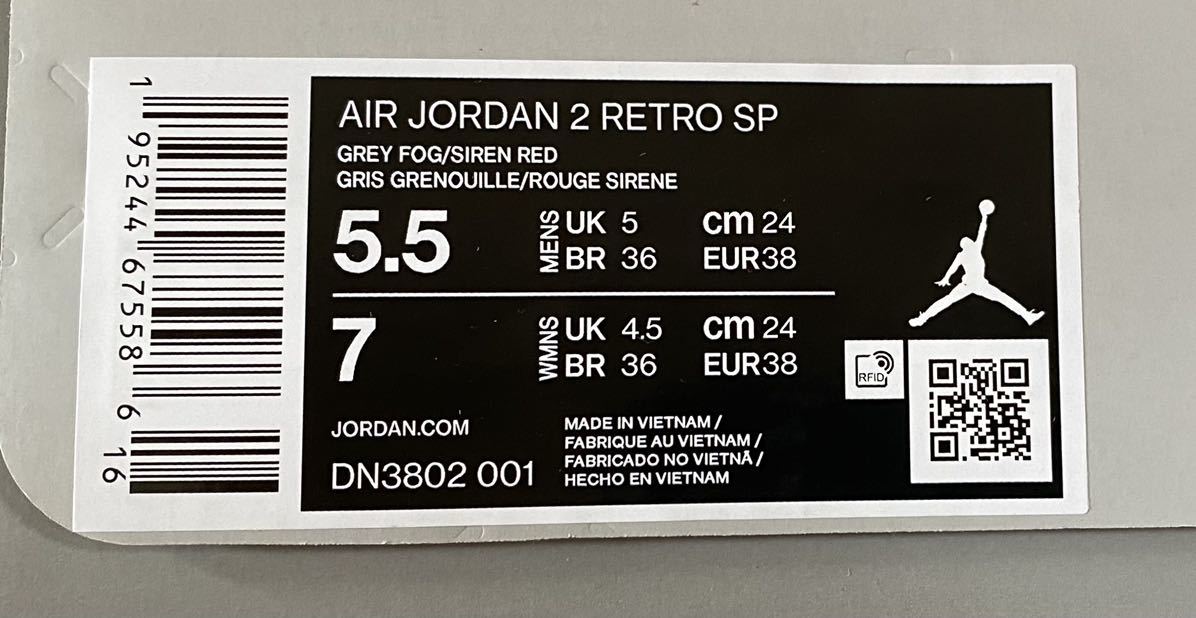 1 95244 67558 6 16
AIR JORDAN 2 RETRO SP
GREY FOG/SIREN RED
GRIS GRENOUILLE/ROUGE SIRENE
5.5
MENS
UK 5 cm 24
BR 36 EUR38
7
WMNS
UK 4.5 cm 24
BR 36 EUR38
RFID
JORDAN.COM
DN3802 001
MADE IN VIETNAM /
FABRIQUE AU VIETNAM /
FABRICADO NO VIETNÃ /
HECHO EN VIETNAM